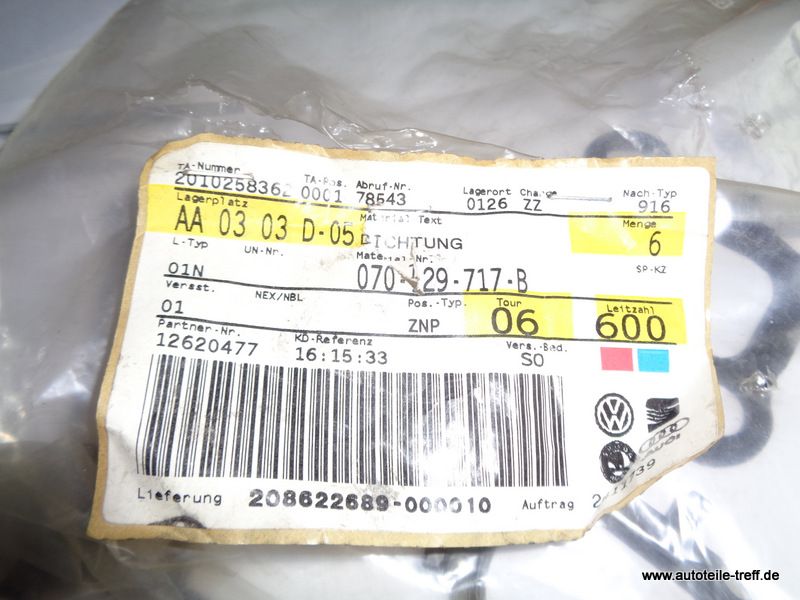 TA-Nummer TA-Pos. Abruf-Nr. Lagerort Charge Nach-Typ
2010258362 0001 78543 0126 ZZ 916
Lagerplatz Material Text Menge
AA 03 03 D-05 DICHTUNG 6
L-Typ UN-Nr. Material-Nr. SP-KZ
01N 070-129-717-B
Versst. NEX/NBL Pos.-Typ. Tour Leitzahl
01 ZNP 06 600
Partner-Nr. KD-Referenz Vers.-Bed.
12620477 16:15:33 SO
Lieferung 208622689-000010 Auftrag
Audi
www.autoteile-treff.de